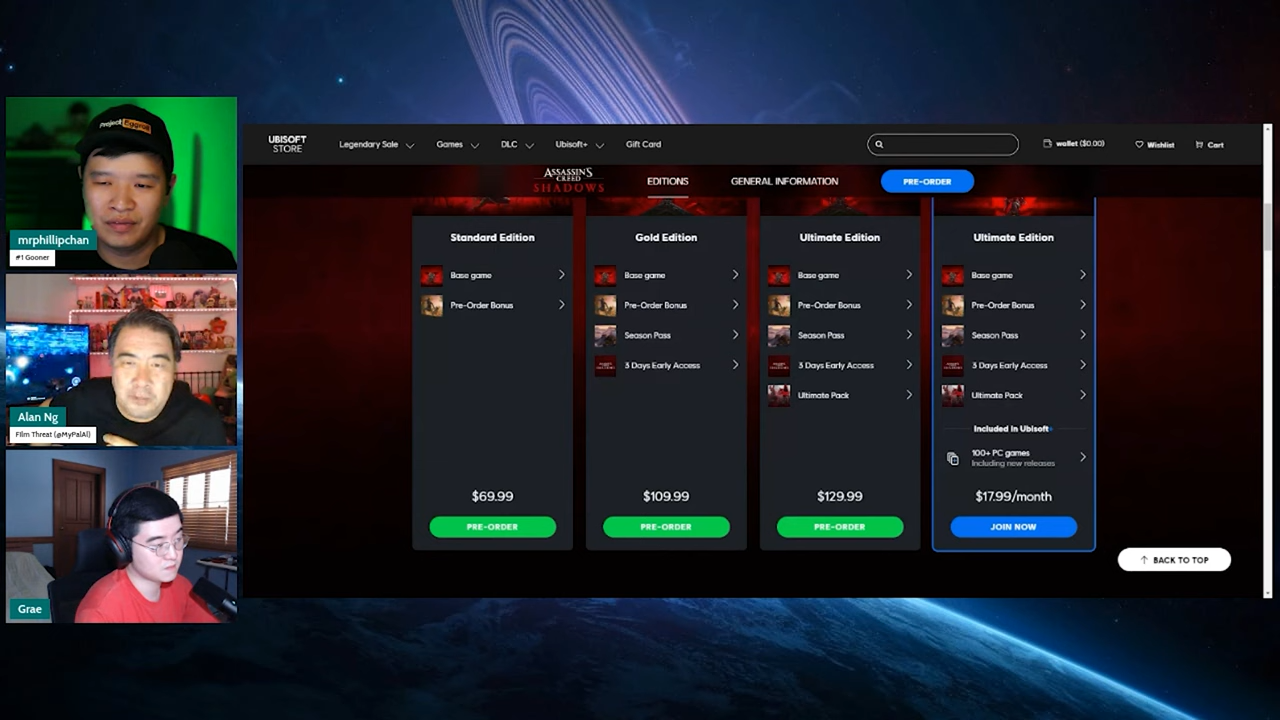 Project Egg
mrphillipchan
#1 Gooner
Alan Ng
Film Threat (@MyPalAl)
Grae
UBISOFT
STORE
Legendary Sale
Games
DLC
Ubisoft+
Gift Card
wallet ($0.00)
Wishlist
Cart
ASSASSIN'S
CREED
SHADOWS
EDITIONS
GENERAL INFORMATION
PRE-ORDER
Standard Edition
Base game
Pre-Order Bonus
$69.99
PRE-ORDER
Gold Edition
Base game
Pre-Order Bonus
Season Pass
3 Days Early Access
$109.99
PRE-ORDER
Ultimate Edition
Base game
Pre-Order Bonus
Season Pass
3 Days Early Access
Ultimate Pack
$129.99
PRE-ORDER
Ultimate Edition
Base game
Pre-Order Bonus
Season Pass
3 Days Early Access
Ultimate Pack
Included in Ubisoft+
100+ PC games
Including new releases
$17.99/month
JOIN NOW
BACK TO TOP